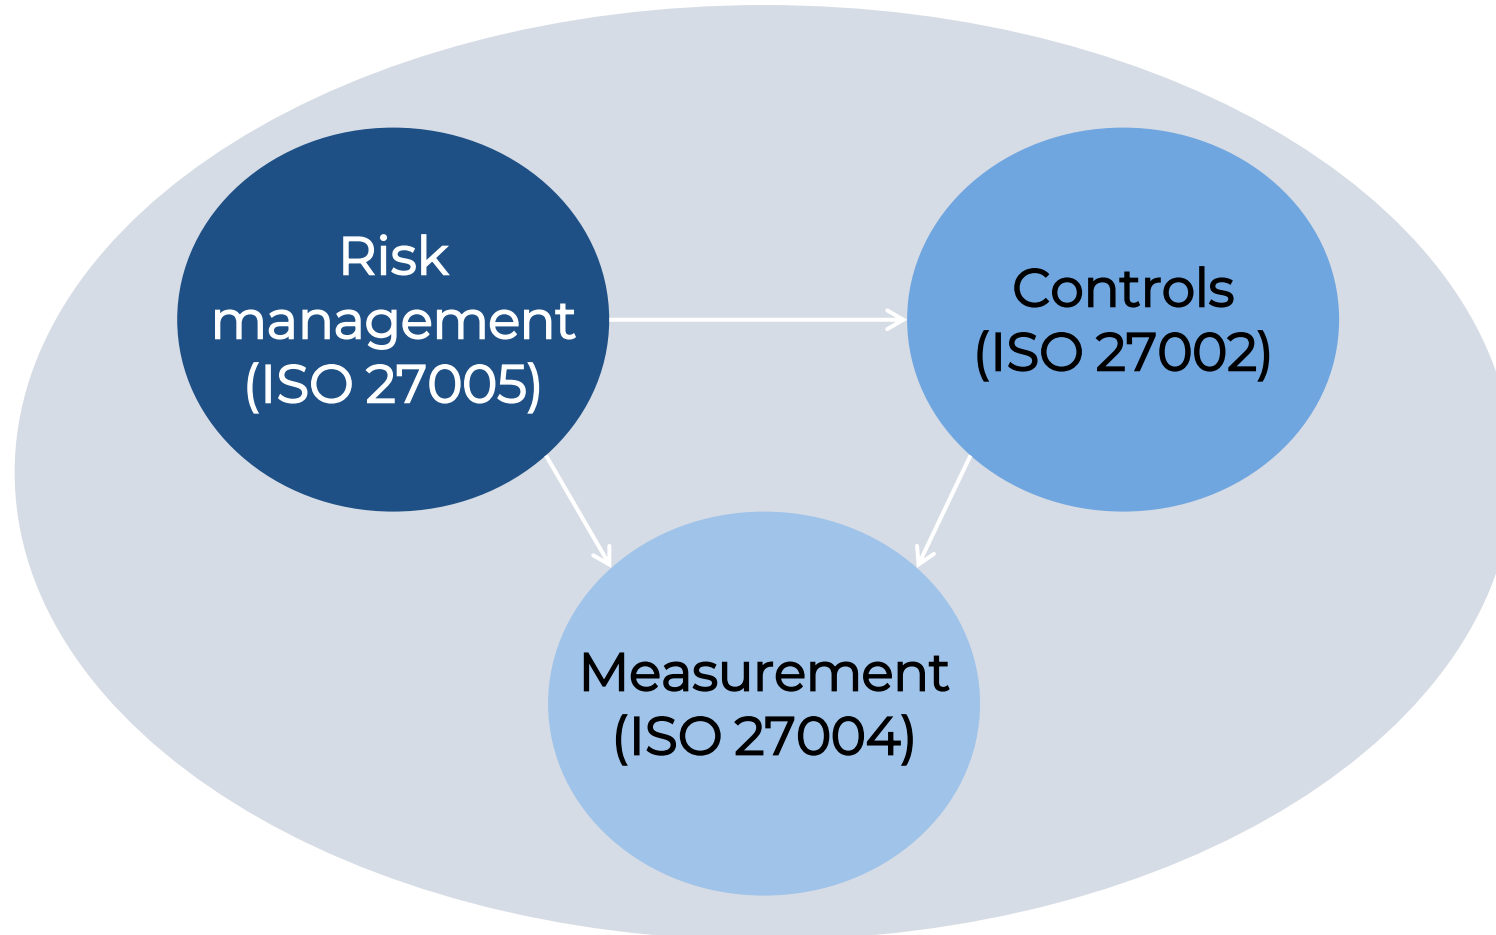 Risk
management
(ISO 27005)
Controls
(ISO 27002)
Measurement
(ISO 27004)